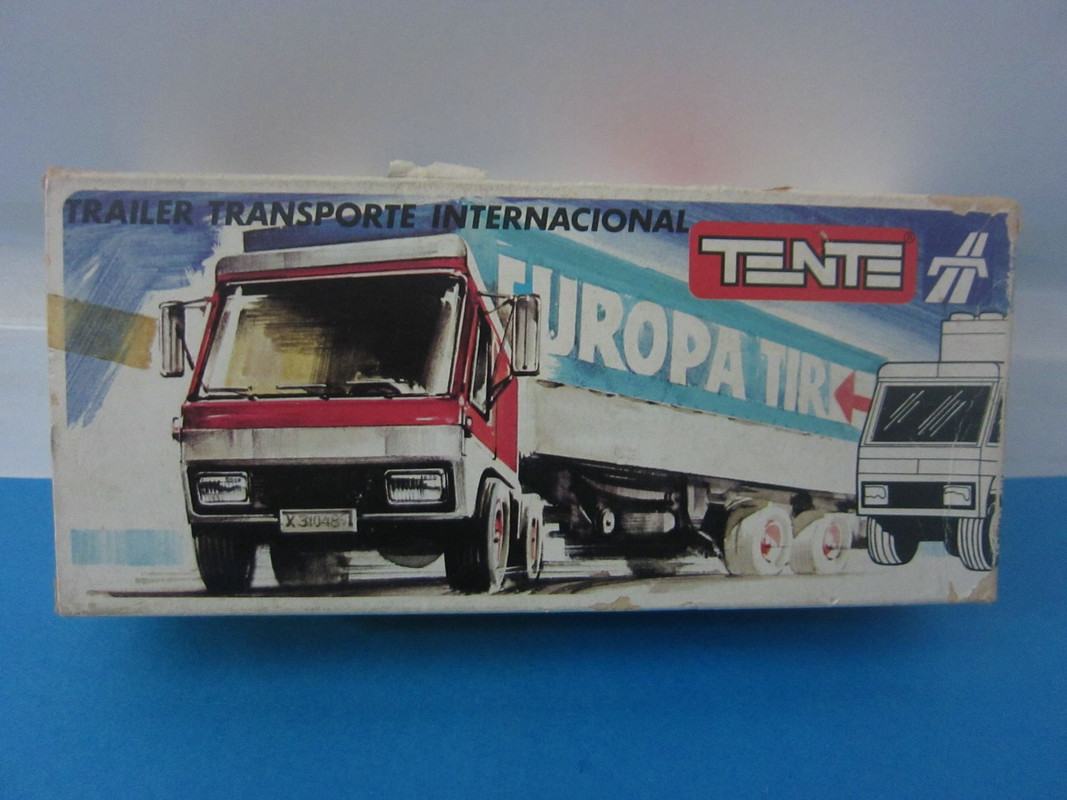 TRAILER TRANSPORTE INTERNACIONAL
TENTE®
EUROPA TIR